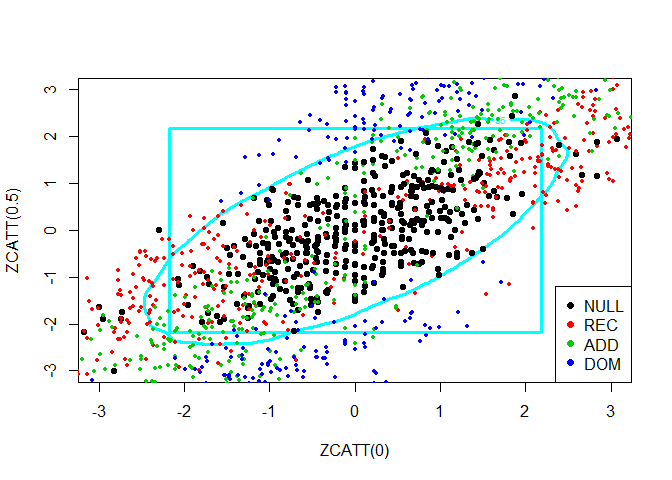 3
2
1
0
-1
-2
-3
ZCATT(0.5)
NULL
REC
ADD
DOM
-3 -2 -1 0 1 2 3
ZCATT(0)